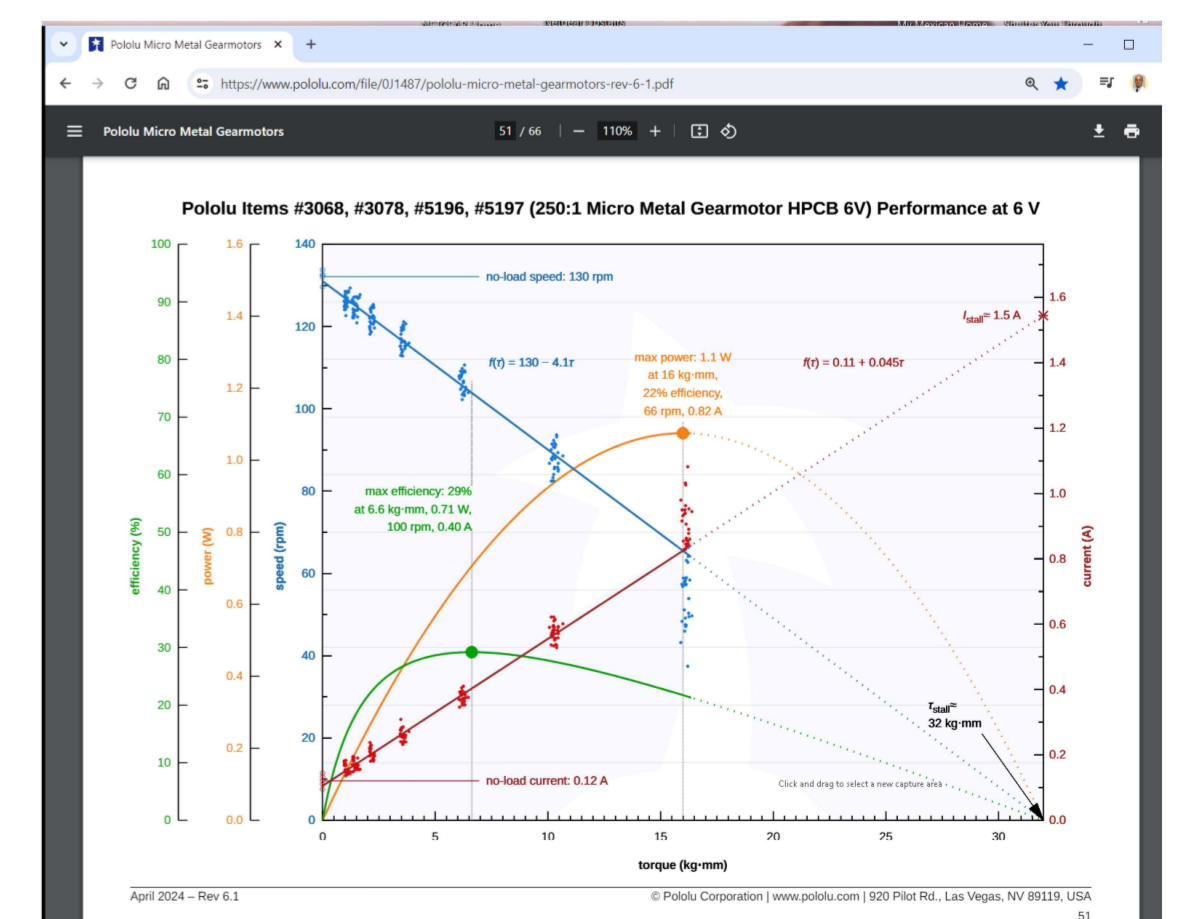 Pololu Micro Metal Gearmotors
https://www.pololu.com/file/0J1487/pololu-micro-metal-gearmotors-rev-6-1.pdf
Pololu Micro Metal Gearmotors
51 / 66
110%
Pololu Items #3068, #3078, #5196, #5197 (250:1 Micro Metal Gearmotor HPCB 6V) Performance at 6 V
100
90
80
70
60
50
40
30
20
10
0
efficiency (%)
1.6
1.4
1.2
1.0
0.8
0.6
0.4
0.2
0.0
power (W)
140
120
100
80
60
40
20
0
speed (rpm)
no-load speed: 130 rpm
f(τ) = 130 − 4.1τ
max power: 1.1 W
at 16 kg·mm,
22% efficiency,
66 rpm, 0.82 A
f(τ) = 0.11 + 0.045τ
Istall≈ 1.5 A
max efficiency: 29%
at 6.6 kg·mm, 0.71 W,
100 rpm, 0.40 A
τstall≈
32 kg·mm
no-load current: 0.12 A
Click and drag to select a new capture area
1.6
1.4
1.2
1.0
0.8
0.6
0.4
0.2
0.0
current (A)
0
5
10
15
20
25
30
torque (kg·mm)
April 2024 – Rev 6.1
© Pololu Corporation | www.pololu.com | 920 Pilot Rd., Las Vegas, NV 89119, USA
51